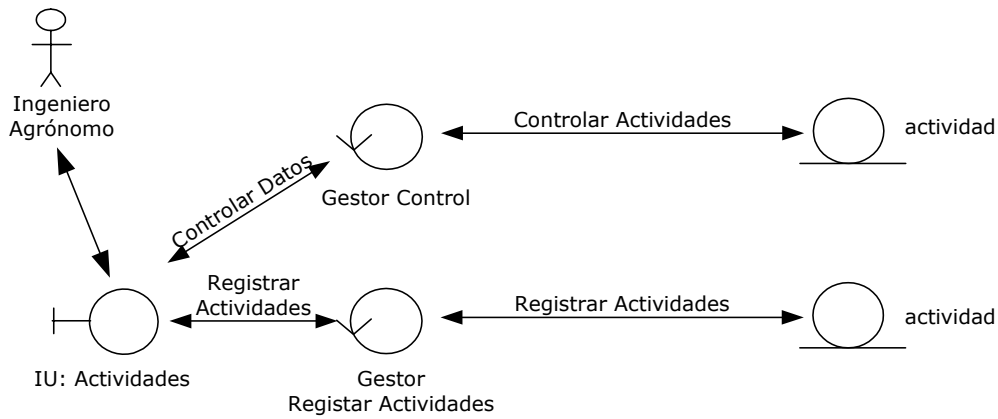 Ingeniero
Agrónomo
Controlar Actividades
actividad
Controlar Datos
Gestor Control
Registrar
Actividades
Registrar Actividades
actividad
IU: Actividades
Gestor
Registar Actividades